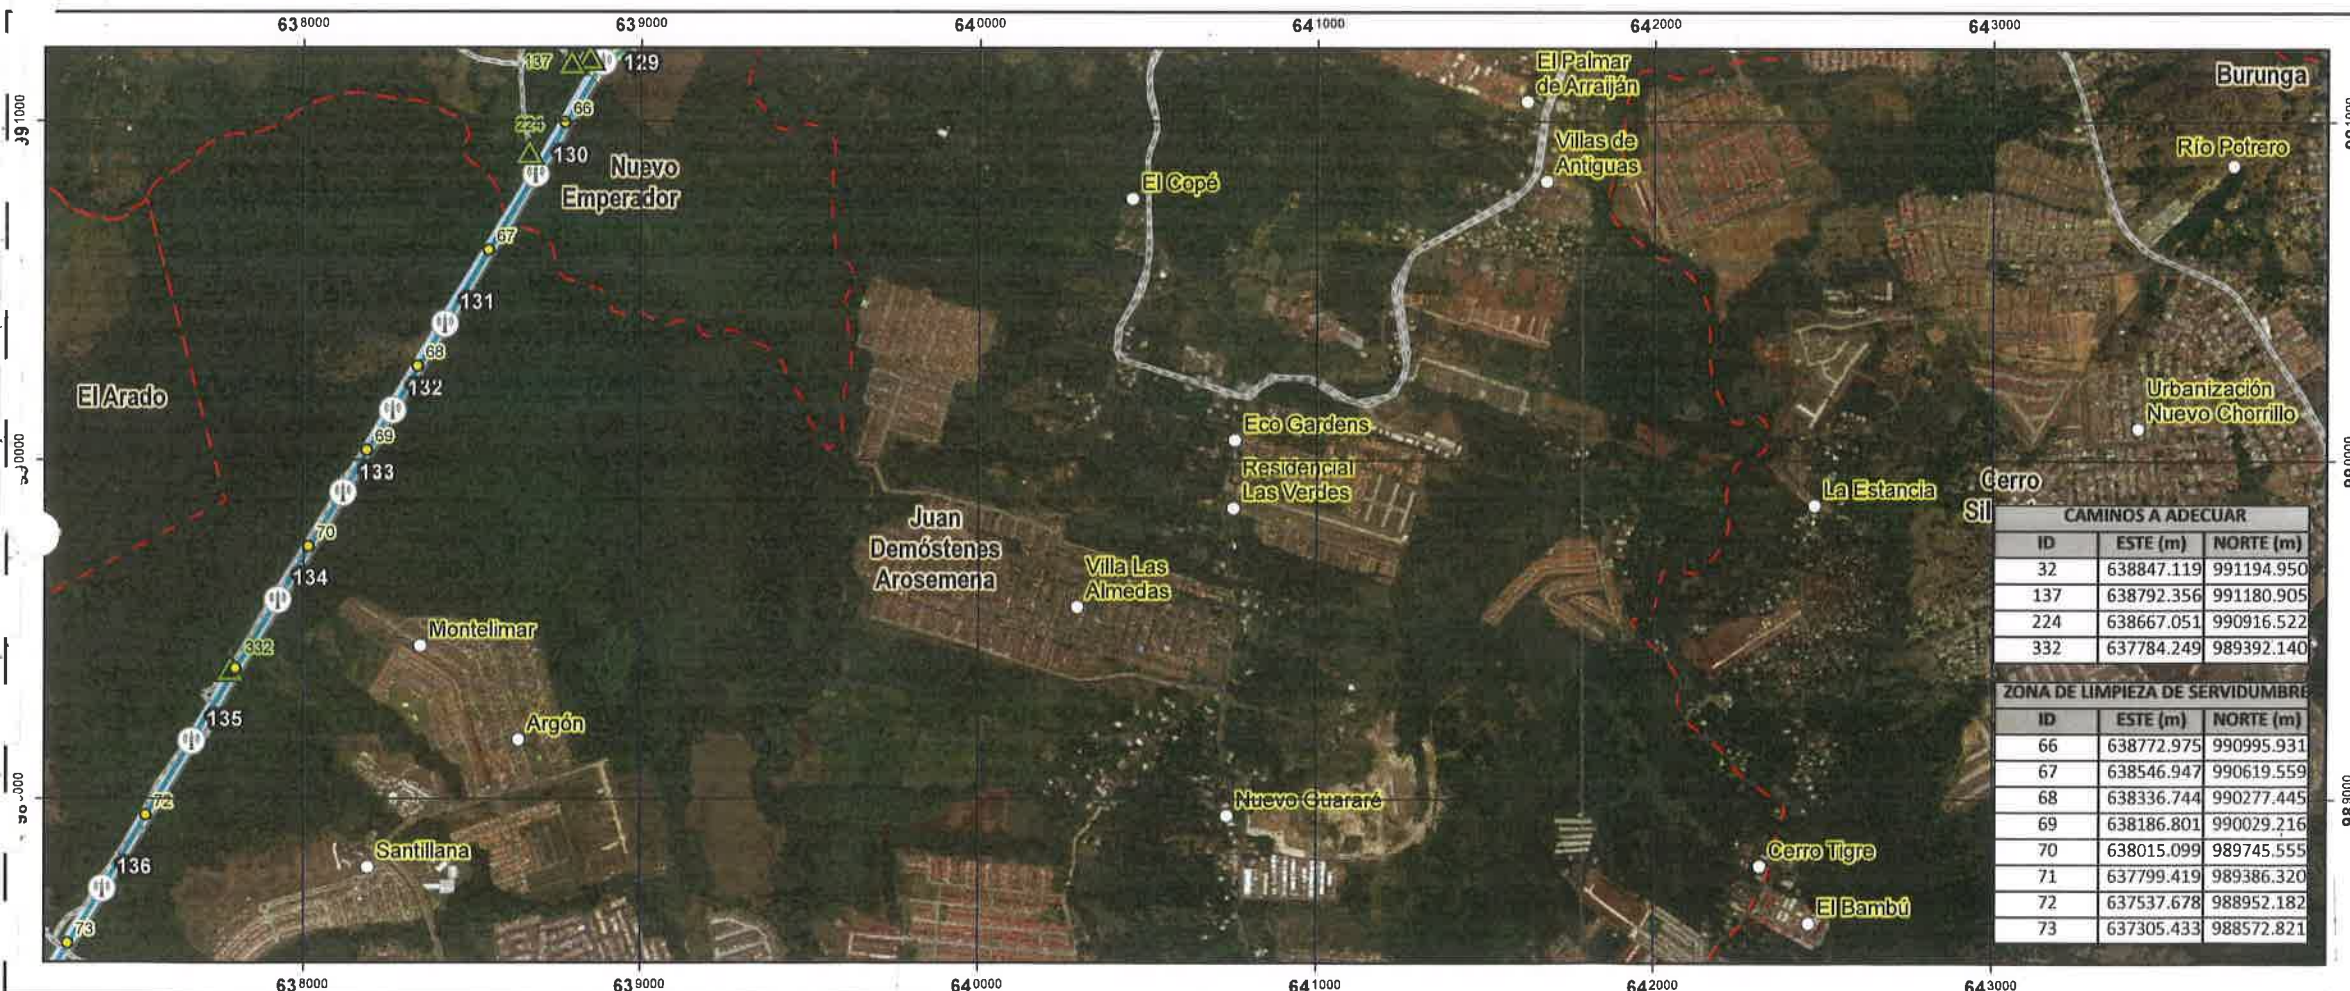 638000 639000 640000 641000 642000 643000
137
129
El Palmar
de Arraiján
Burunga
66
991000
224
130
Nuevo
Emperador
Villas de
Antiguas
Río Potrero
El Copé
67
131
68
132
El Arado
Urbanización
Nuevo Chorrillo
69
Eco Gardens
133
Residencial
Las Verdes
La Estancia
Cerro
70
Juan
Demóstenes
Arosemena
134
Villa Las
Almedas
Montelimar
332
135
Argón
72
Nuevo Guararé
136
Santillana
Cerro Tigre
El Bambú
73
CAMINOS A ADECUAR
ID ESTE (m) NORTE (m)
32 638847.119 991194.950
137 638792.356 991180.905
224 638667.051 990916.522
332 637784.249 989392.140
ZONA DE LIMPIEZA DE SERVIDUMBRE
ID ESTE (m) NORTE (m)
66 638772.975 990995.931
67 638546.947 990619.559
68 638336.744 990277.445
69 638186.801 990029.216
70 638015.099 989745.555
71 637799.419 989386.320
72 637537.678 988952.182
73 637305.433 988572.821
638000 639000 640000 641000 642000 643000